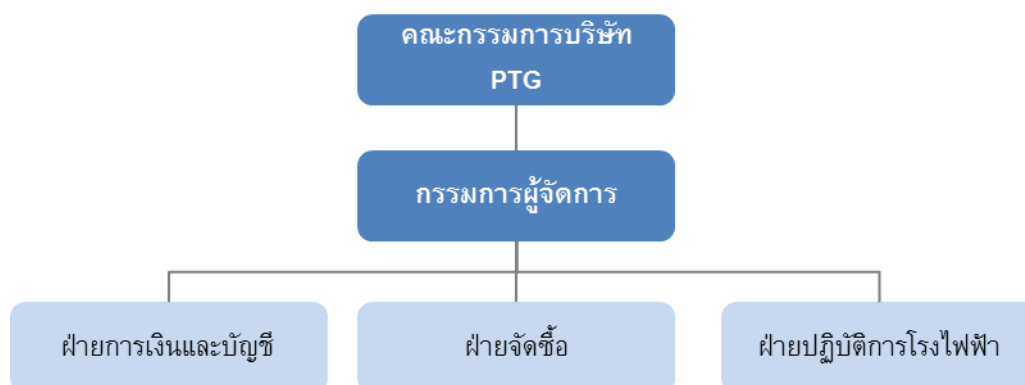 คณะกรรมการบริษัท
PTG
กรรมการผู้จัดการ
ฝ่ายการเงินและบัญชี
ฝ่ายจัดซื้อ
ฝ่ายปฏิบัติการโรงไฟฟ้า